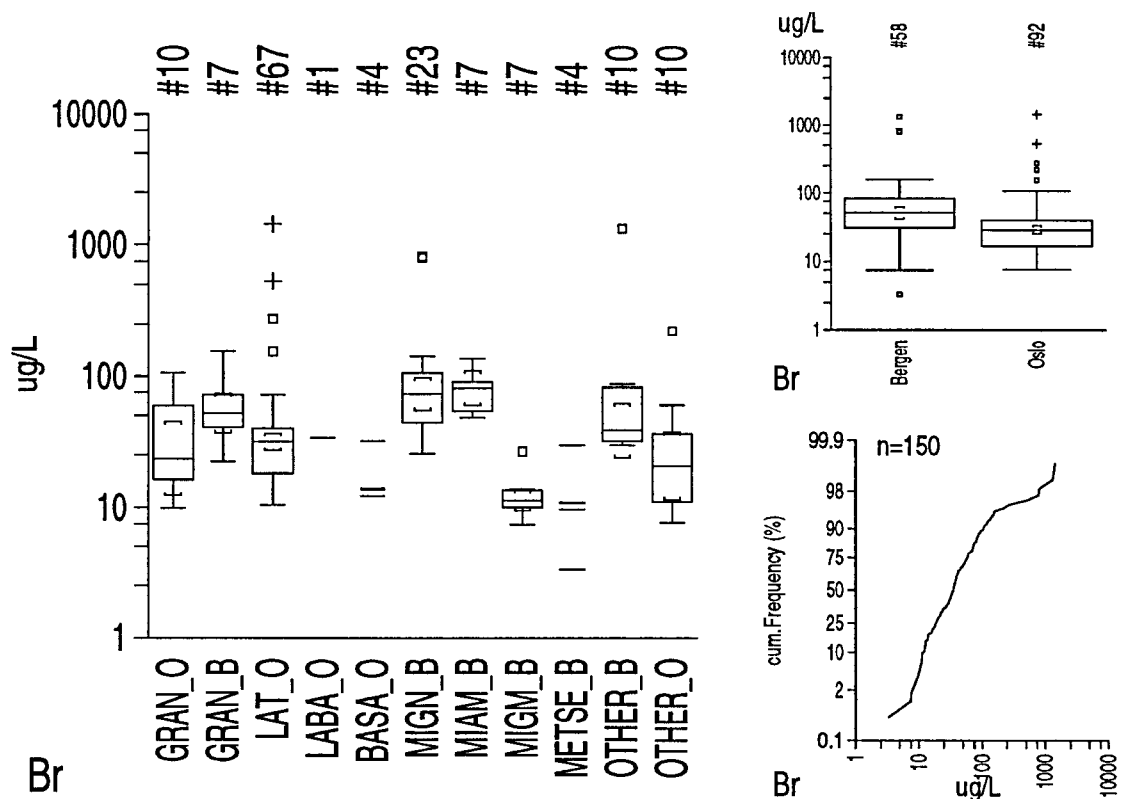 #10 #7 #67 #1 #4 #23 #7 #7 #4 #10 #10
10000
1000
100
10
1
ug/L
GRAN_O GRAN_B LAT_O LABA_O BASA_O MIGN_B MIAM_B MIGM_B METSE_B OTHER_B OTHER_O
Br
ug/L
#58 #92
10000
1000
100
10
1
Bergen Oslo
Br
n=150
99.9
98
90
75
50
25
10
2
0.1
cum.Frequency (%)
1 10 100 1000 10000
ug/L
Br